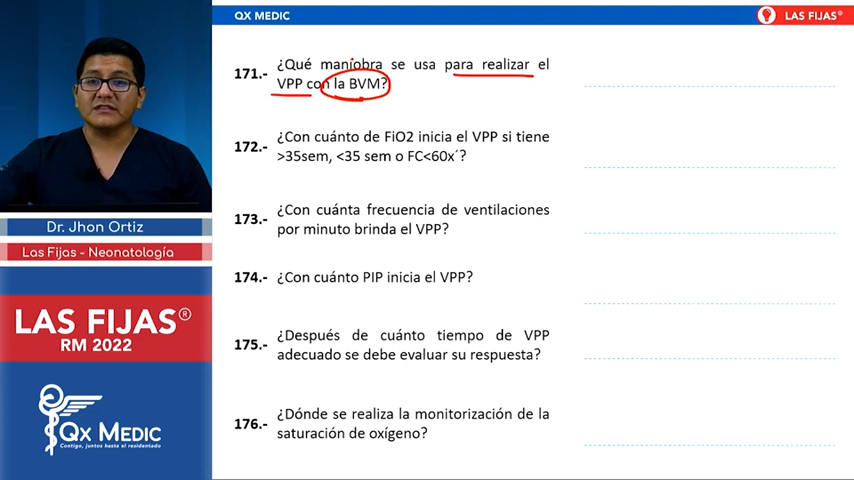 QX MEDIC
LAS FIJAS®
171.- ¿Qué maniobra se usa para realizar el
VPP con la BVM?
172.- ¿Con cuánto de FiO2 inicia el VPP si tiene
>35sem, <35 sem o FC<60x´?
173.- ¿Con cuánta frecuencia de ventilaciones
por minuto brinda el VPP?
174.- ¿Con cuánto PIP inicia el VPP?
175.- ¿Después de cuánto tiempo de VPP
adecuado se debe evaluar su respuesta?
176.- ¿Dónde se realiza la monitorización de la
saturación de oxígeno?
Dr. Jhon Ortiz
Las Fijas - Neonatología
LAS FIJAS®
RM 2022
QX MEDIC
Contigo, juntos hasta el residentado